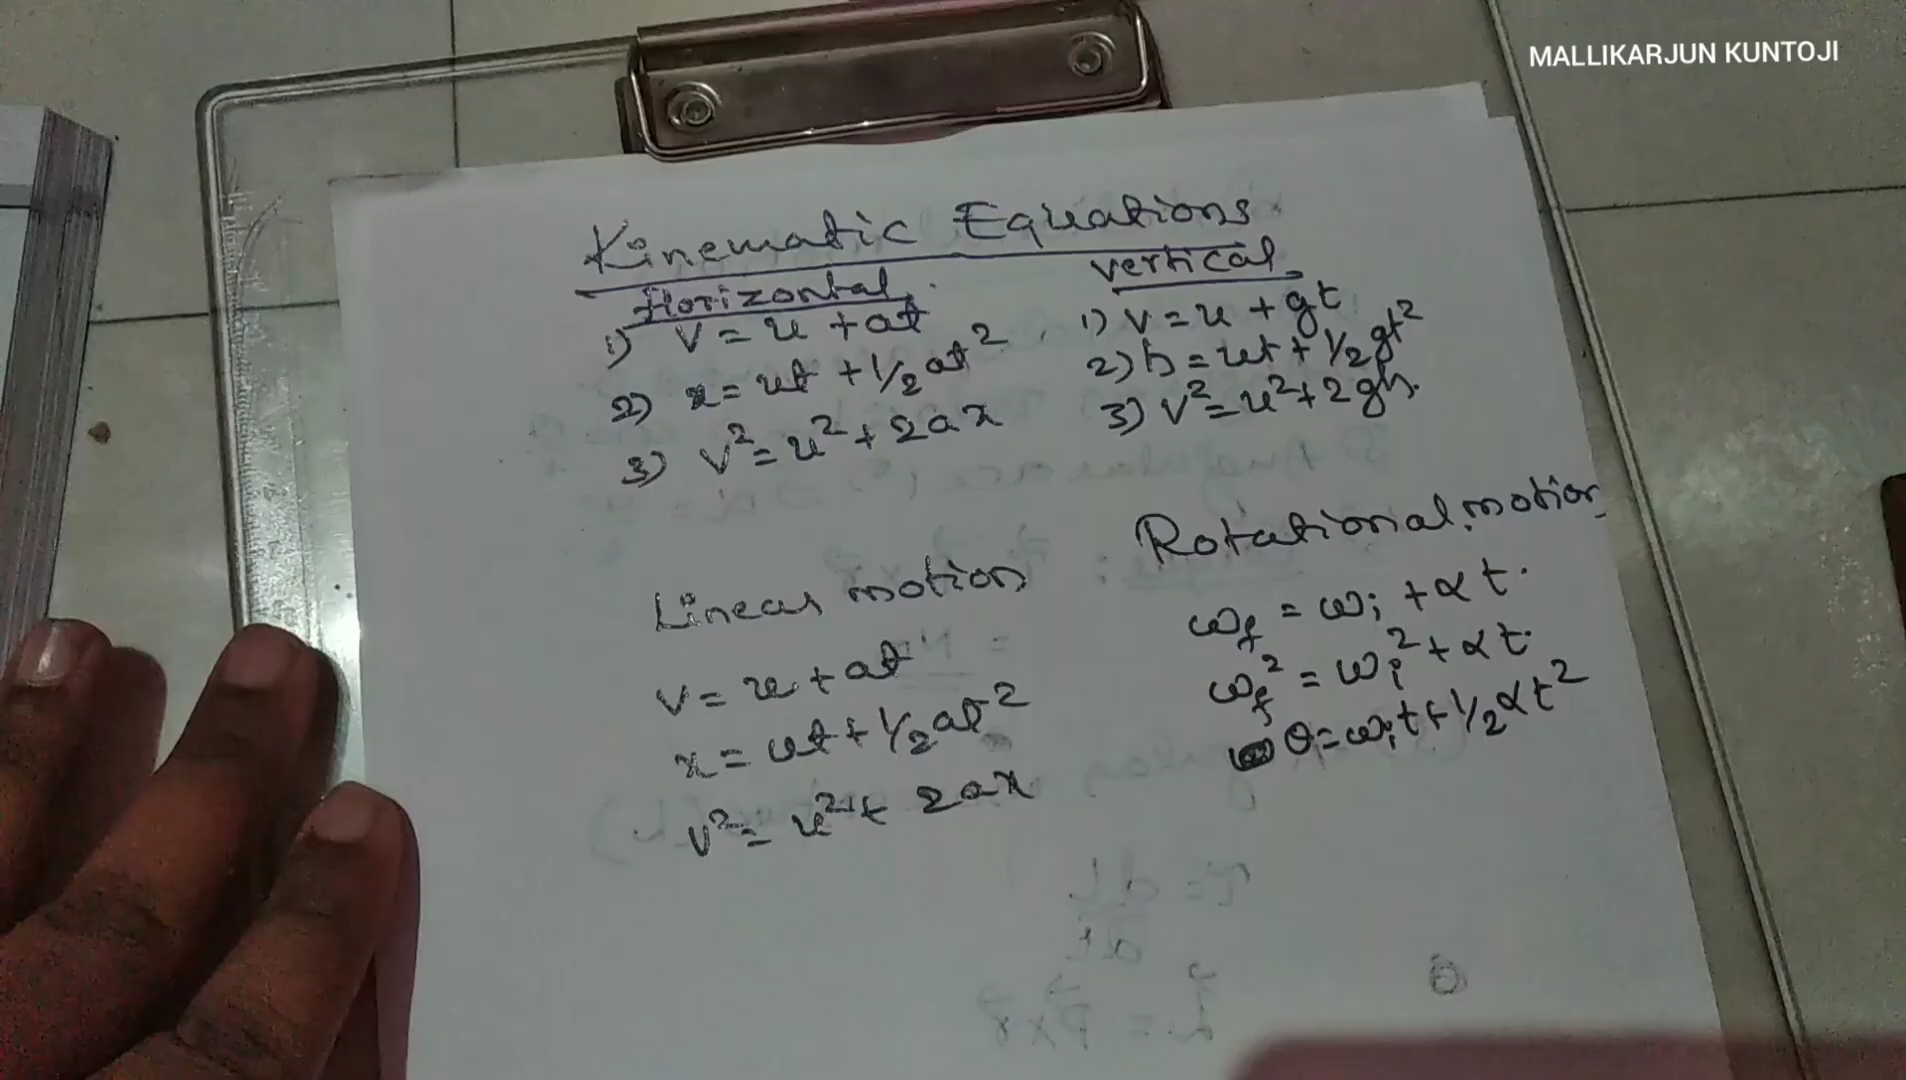 MALLIKARJUN KUNTOJI
Kinematic Equations
Horizontal
1) v = u + at
2) x = ut + 1/2 at²
3) v² = u² + 2ax
vertical
1) v = u + gt
2) h = ut + 1/2 gt²
3) v² = u² + 2gh.
Linear motion
v = u + at
x = ut + 1/2 at²
v² = u² + 2ax
Rotational motion
ωf = ωi + αt.
ωf² = ωi² + αt.
θ = ωit + 1/2 αt²